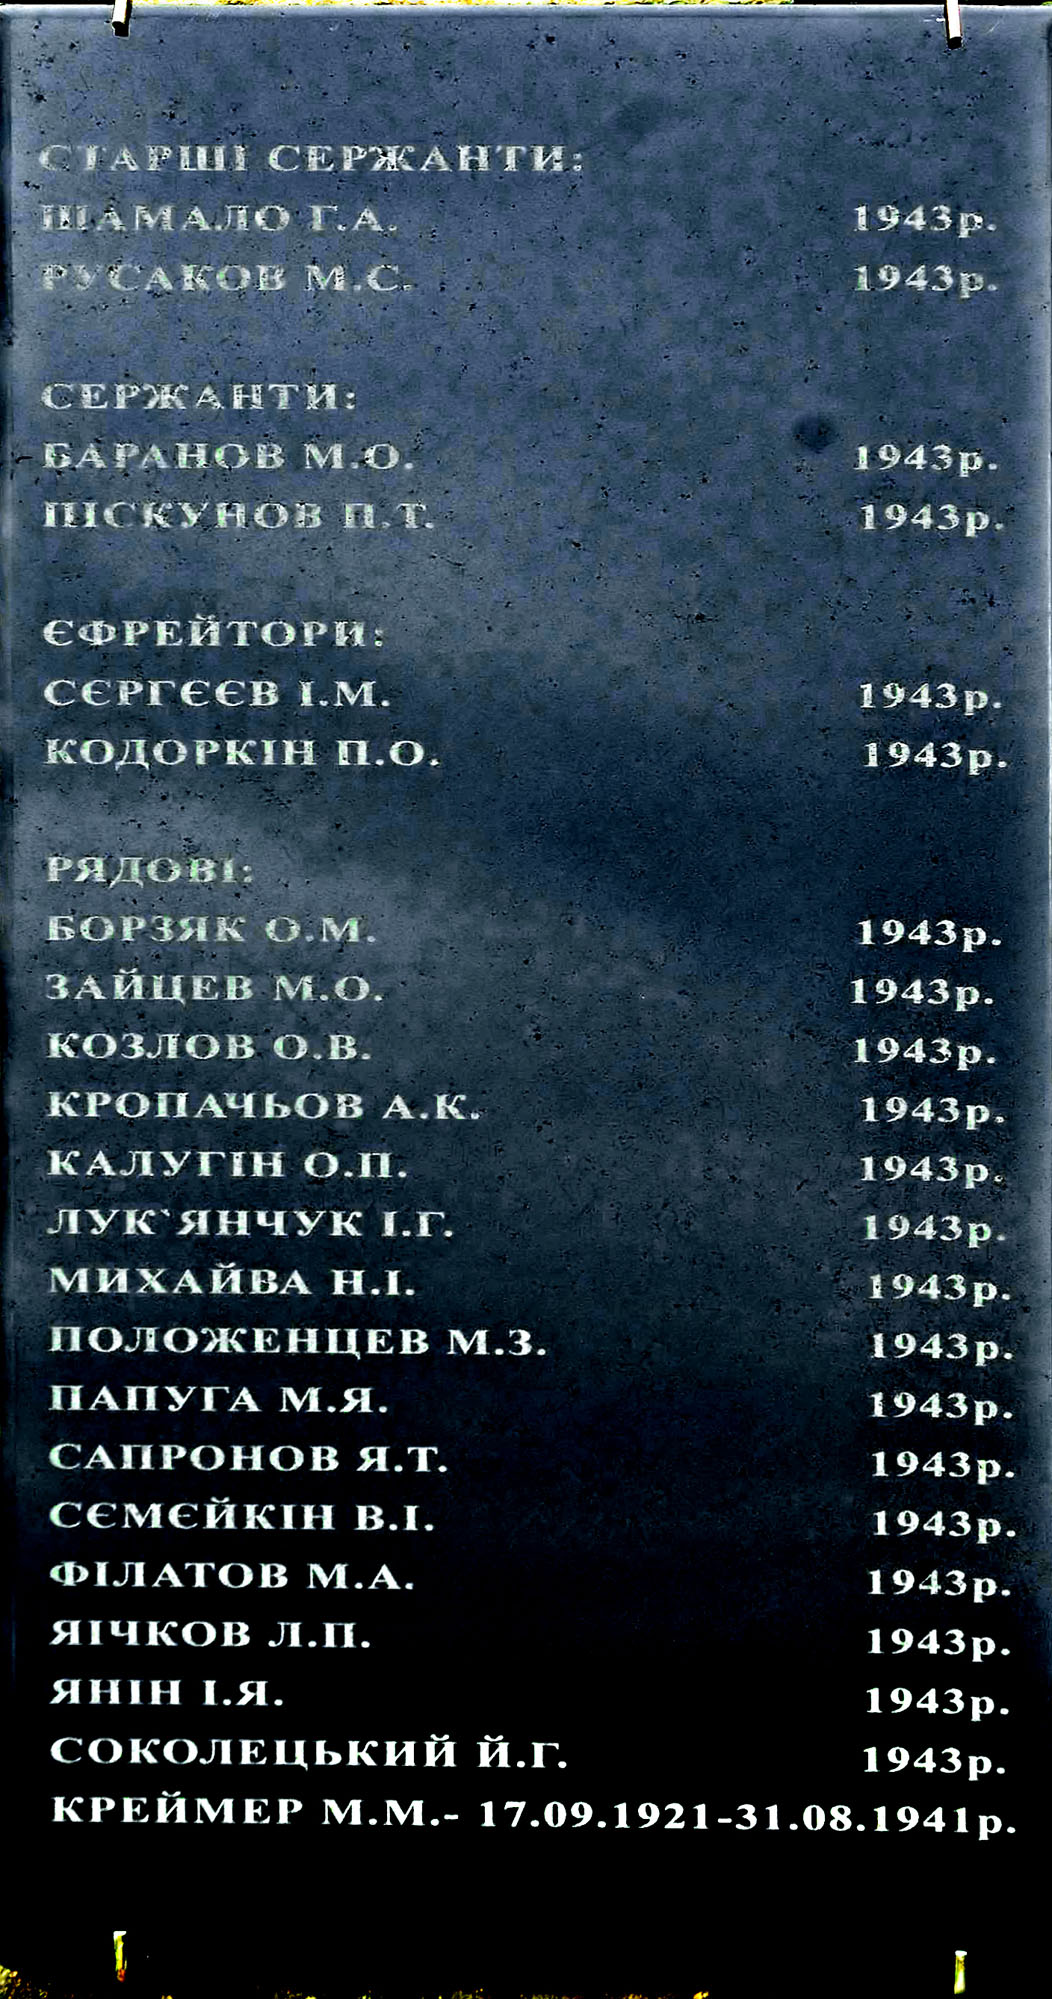 СТАРШІ СЕРЖАНТИ:
ШАМАЛО Г.А. 1943р.
РУСАКОВ М.С. 1943р.
СЕРЖАНТИ:
БАРАНОВ М.О. 1943р.
ПІСКУНОВ П.Т. 1943р.
ЄФРЕЙТОРИ:
СЄРГЄЄВ І.М. 1943р.
КОДОРКІН П.О. 1943р.
РЯДОВІ:
БОРЗЯК О.М. 1943р.
ЗАЙЦЕВ М.О. 1943р.
КОЗЛОВ О.В. 1943р.
КРОПАЧЬОВ А.К. 1943р.
КАЛУГІН О.П. 1943р.
ЛУК`ЯНЧУК І.Г. 1943р.
МИХАЙВА Н.І. 1943р.
ПОЛОЖЕНЦЕВ М.З. 1943р.
ПАПУГА М.Я. 1943р.
САПРОНОВ Я.Т. 1943р.
СЄМЄЙКІН В.І. 1943р.
ФІЛАТОВ М.А. 1943р.
ЯІЧКОВ Л.П. 1943р.
ЯНІН І.Я. 1943р.
СОКОЛЕЦЬКИЙ Й.Г. 1943р.
КРЕЙМЕР М.М.- 17.09.1921-31.08.1941р.